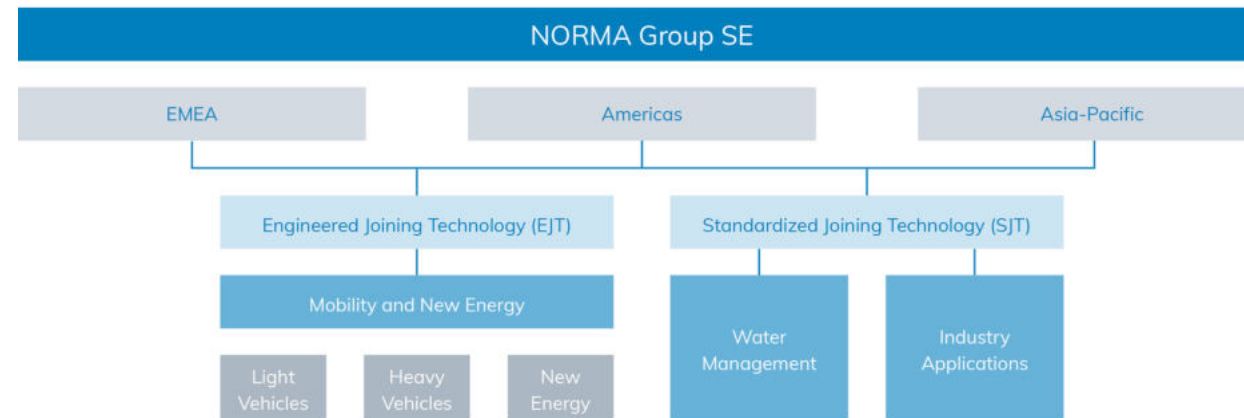 NORMA Group SE
EMEA
Americas
Asia-Pacific
Engineered Joining Technology (EJT)
Standardized Joining Technology (SJT)
Mobility and New Energy
Water
Management
Industry
Applications
Light
Vehicles
Heavy
Vehicles
New
Energy